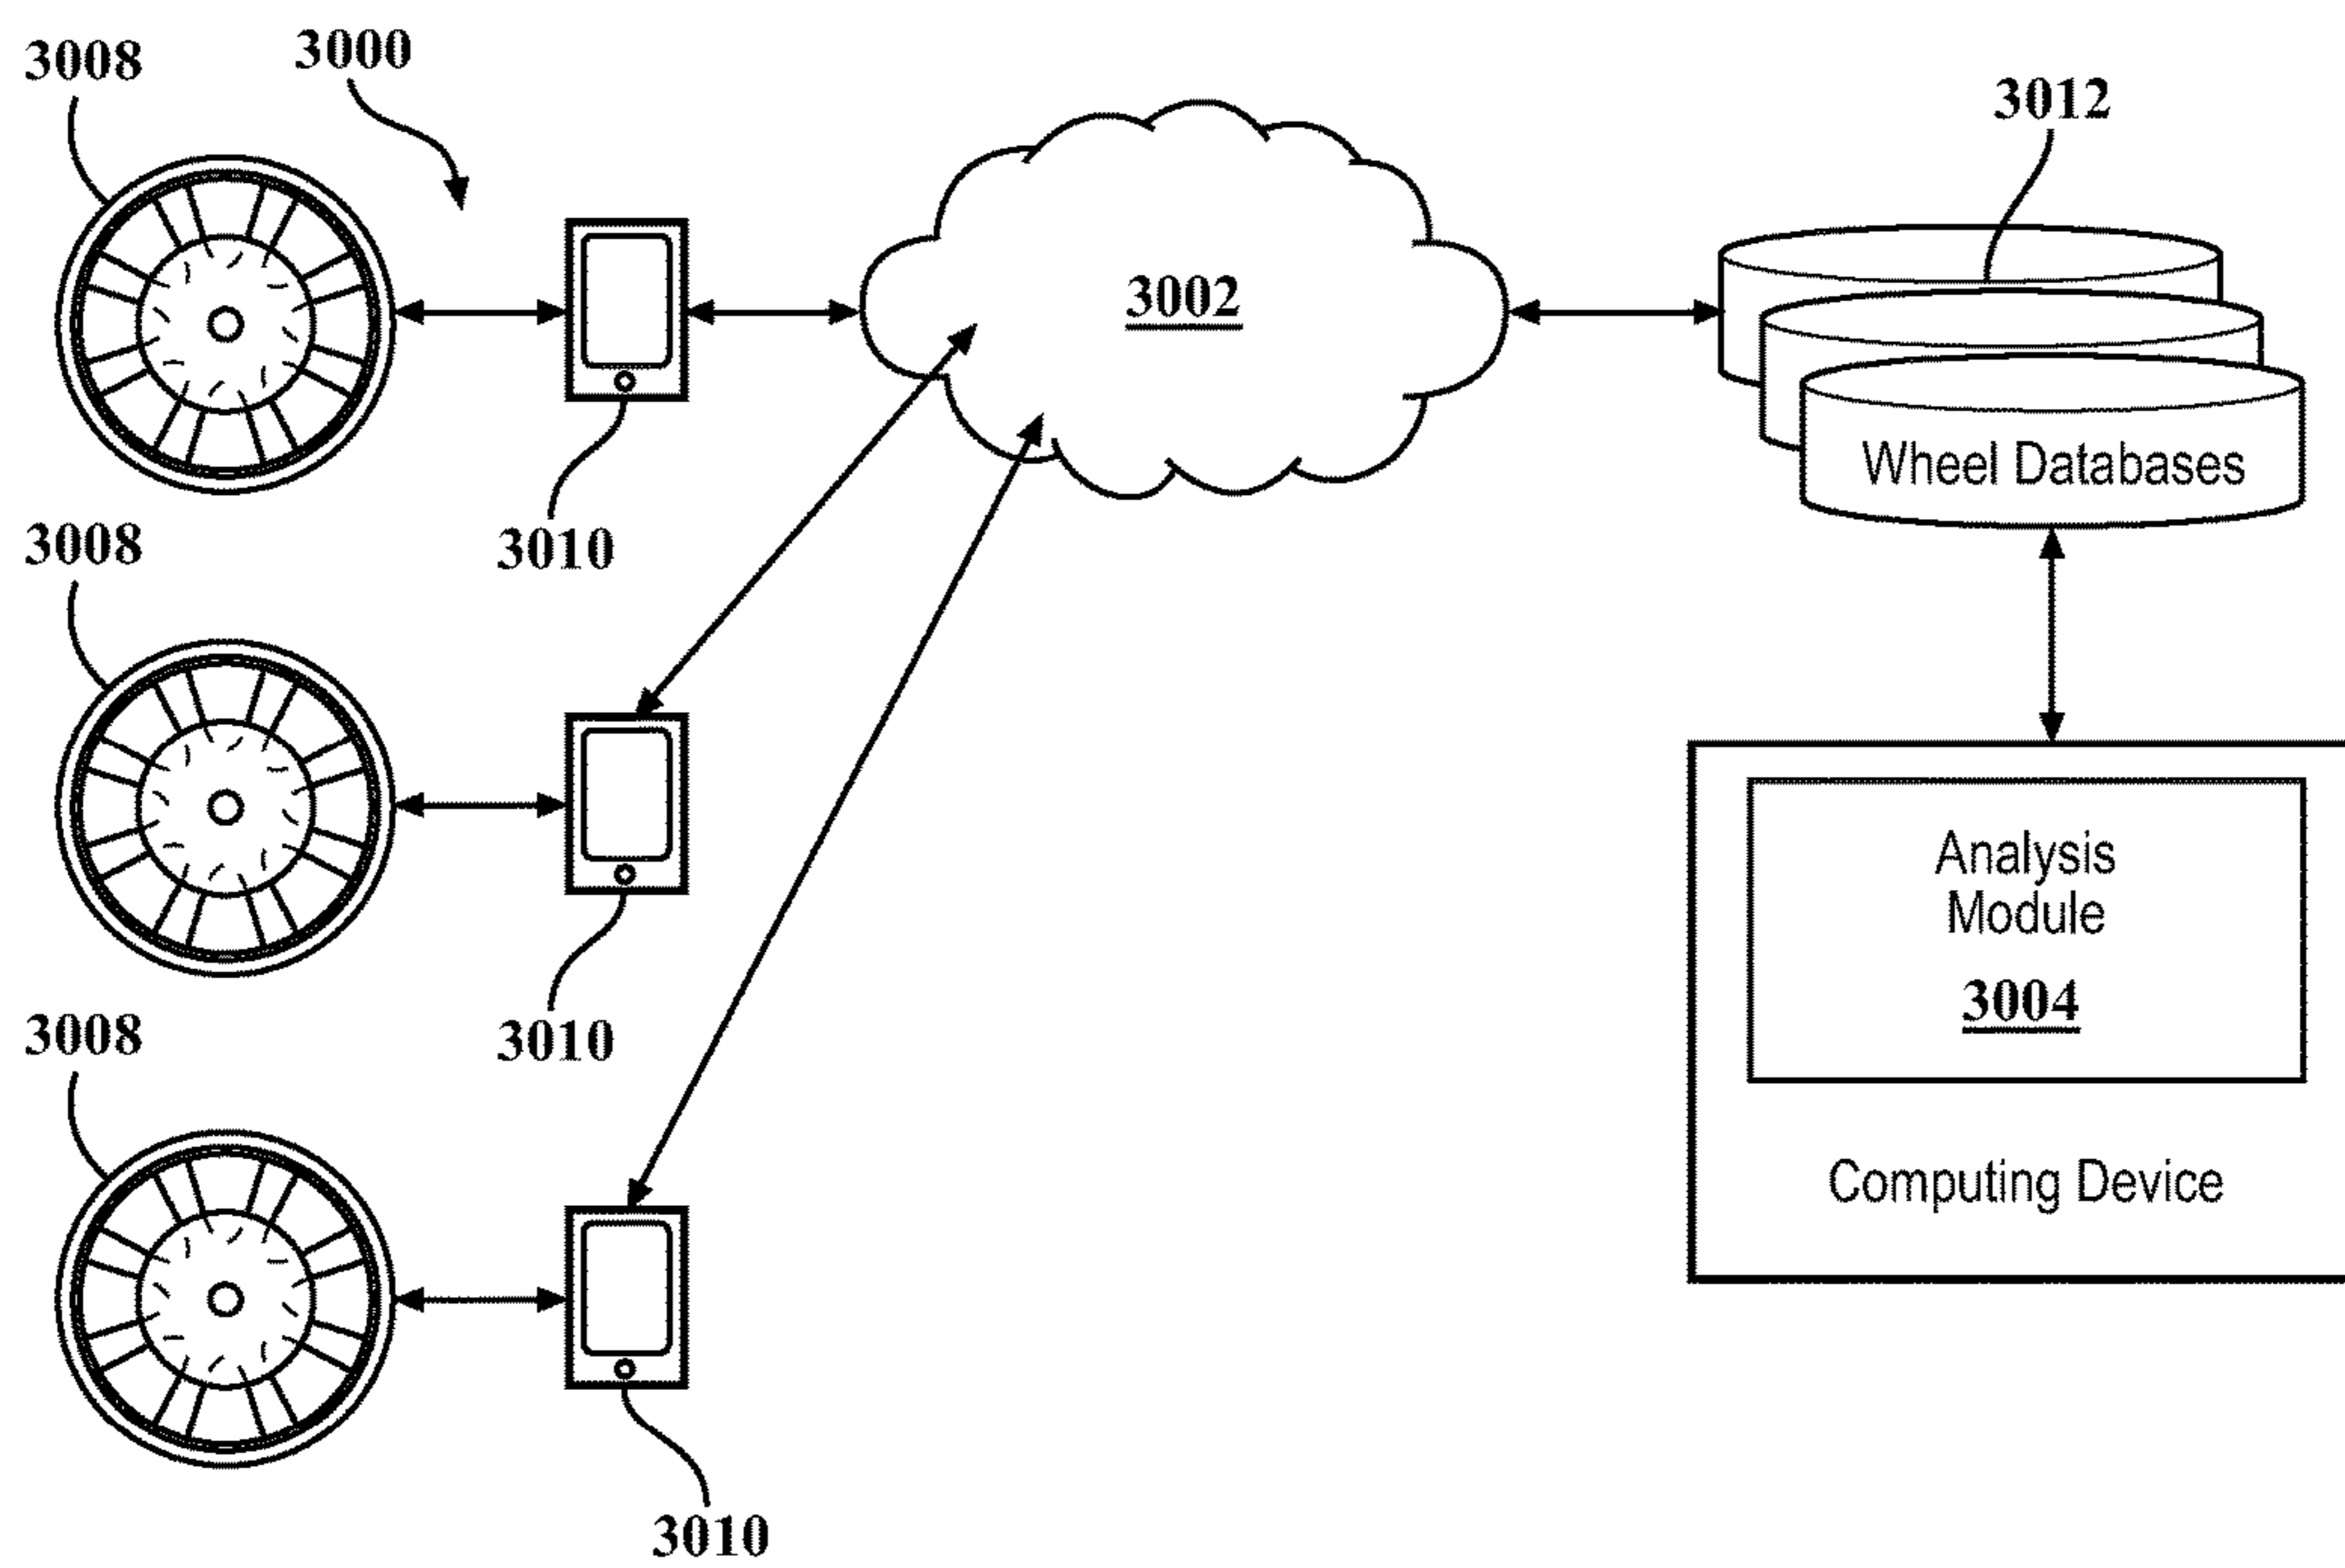 3008
3000
3012
3002
Wheel Databases
3010
3008
Analysis
Module
3004
3010
3008
Computing Device
3010